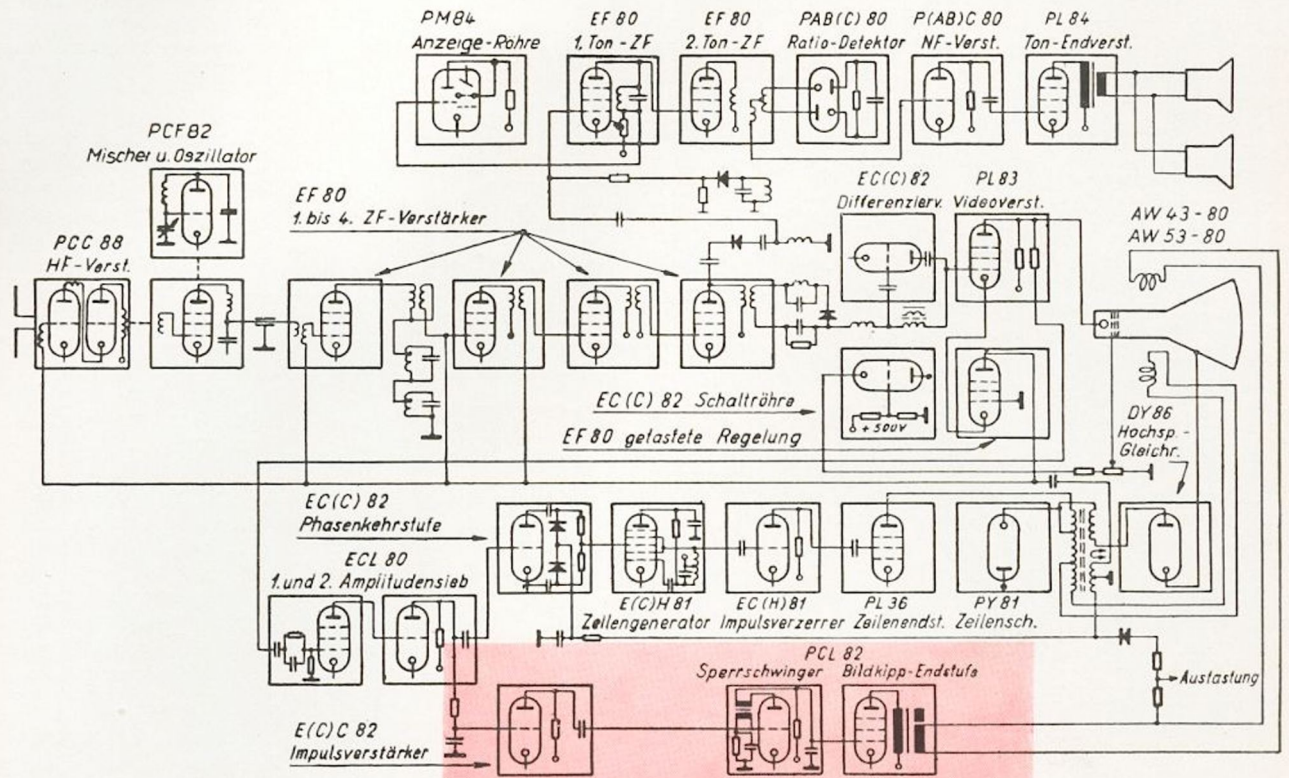 PM84
Anzeige-Röhre
EF 80
1. Ton-ZF
EF 80
2. Ton-ZF
PAB(C) 80
Ratio-Detektor
P(AB)C 80
NF-Verst.
PL 84
Ton-Endverst.
PCF82
Mischer u. Oszillator
EF 80
1. bis 4. ZF-Verstärker
PCC 88
HF-Verst.
EC(C) 82
Differenzierv.
PL 83
Videoverst.
AW 43-80
AW 53-80
EC (C) 82 Schaltröhre
+500V
EF 80 getastete Regelung
DY 86
Hochsp.-
Gleichr.
EC(C) 82
Phasenkehrstufe
ECL 80
1. und 2. Amplitudensieb
E(C)H 81
Zeilengenerator
EC(H)81
Impulsverzerrer
PL 36
Zeilenendst.
PY 81
Zeilensch.
PCL 82
Sperrschwinger Bildkipp-Endstufe
Austastung
E(C)C 82
Impulsverstärker